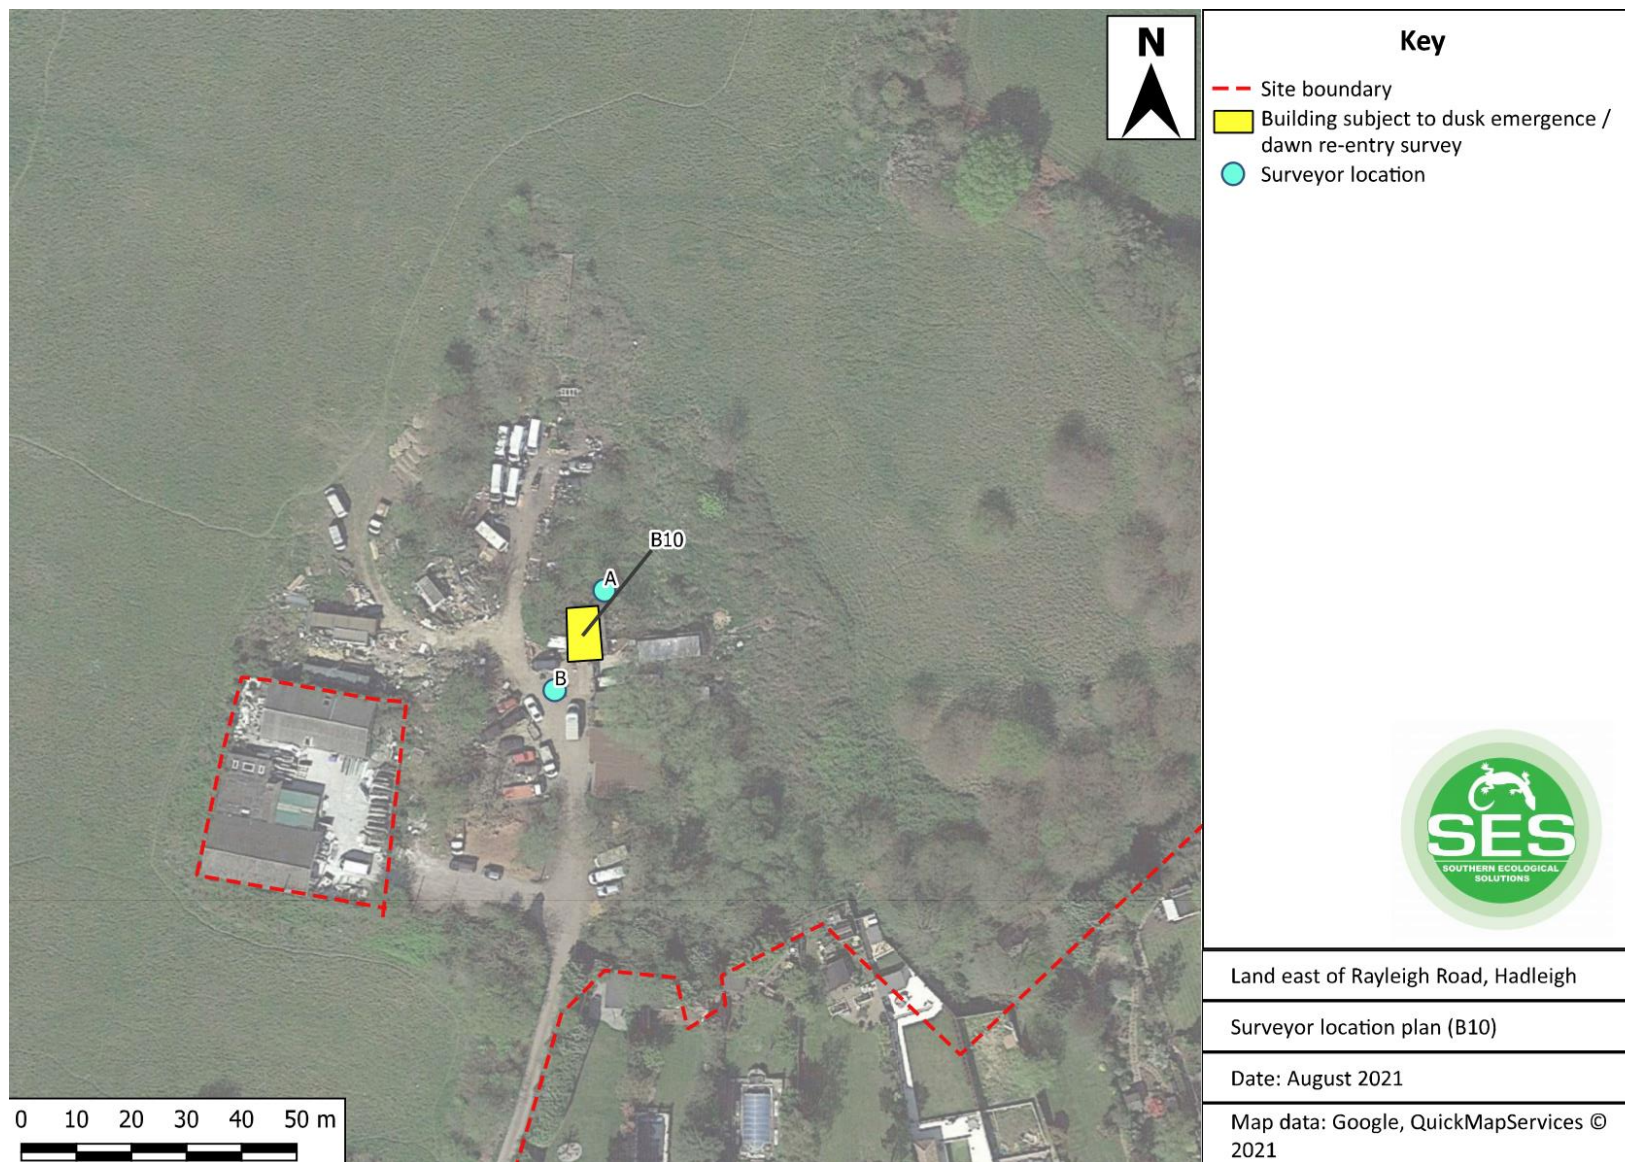 N
B10
A
B
0 10 20 30 40 50 m
Key
Site boundary
Building subject to dusk emergence /
dawn re-entry survey
Surveyor location
SES
SOUTHERN ECOLOGICAL
SOLUTIONS
Land east of Rayleigh Road, Hadleigh
Surveyor location plan (B10)
Date: August 2021
Map data: Google, QuickMapServices ©
2021